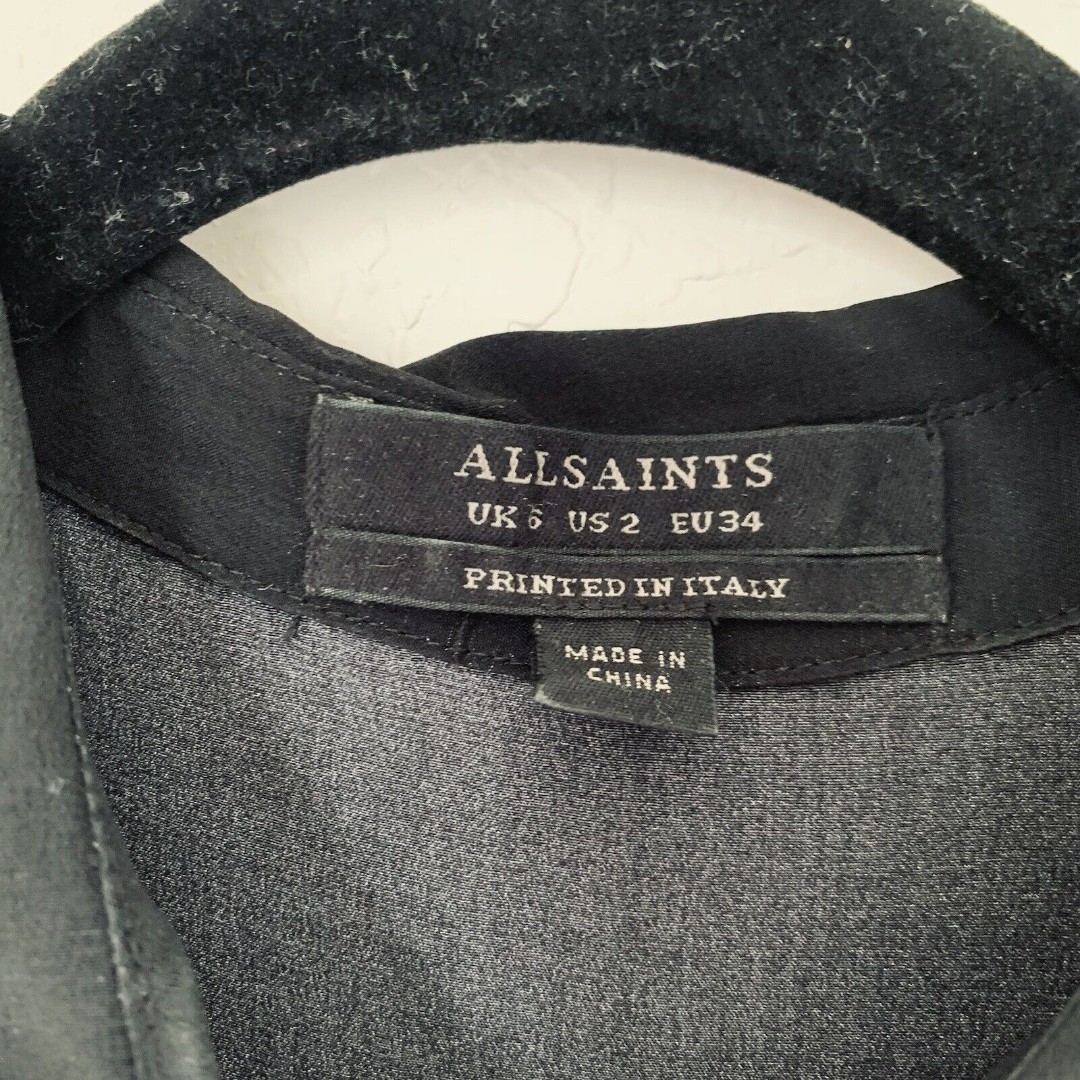 ALLSAINTS
UK 6 US 2 EU 34
PRINTED IN ITALY
MADE IN
CHINA